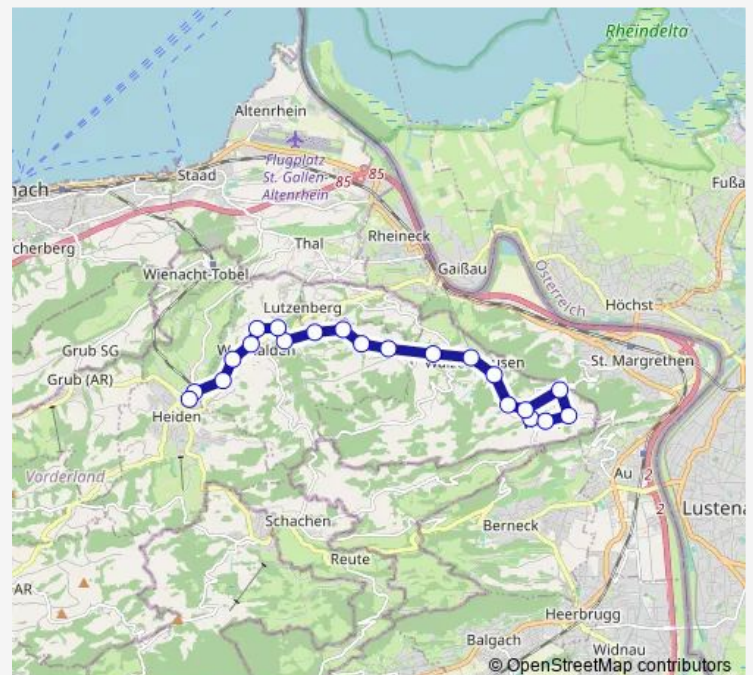 Rheindelta
Altenrhein
Flugplatz
St. Gallen-
Altenrhein
85
85
Staad
nach
Fußa
cherberg
Thal
Rheineck
Wienacht-Tobel
Gaißau
Österreich
Höchst
Lutzenberg
Grub SG
Grub (AR)
St. Margrethen
Heiden
Vorderland
Au
2
2
Lustena
Schachen
Berneck
Reute
AR
Heerbrugg
Balgach
Widnau
© OpenStreetMap contributors